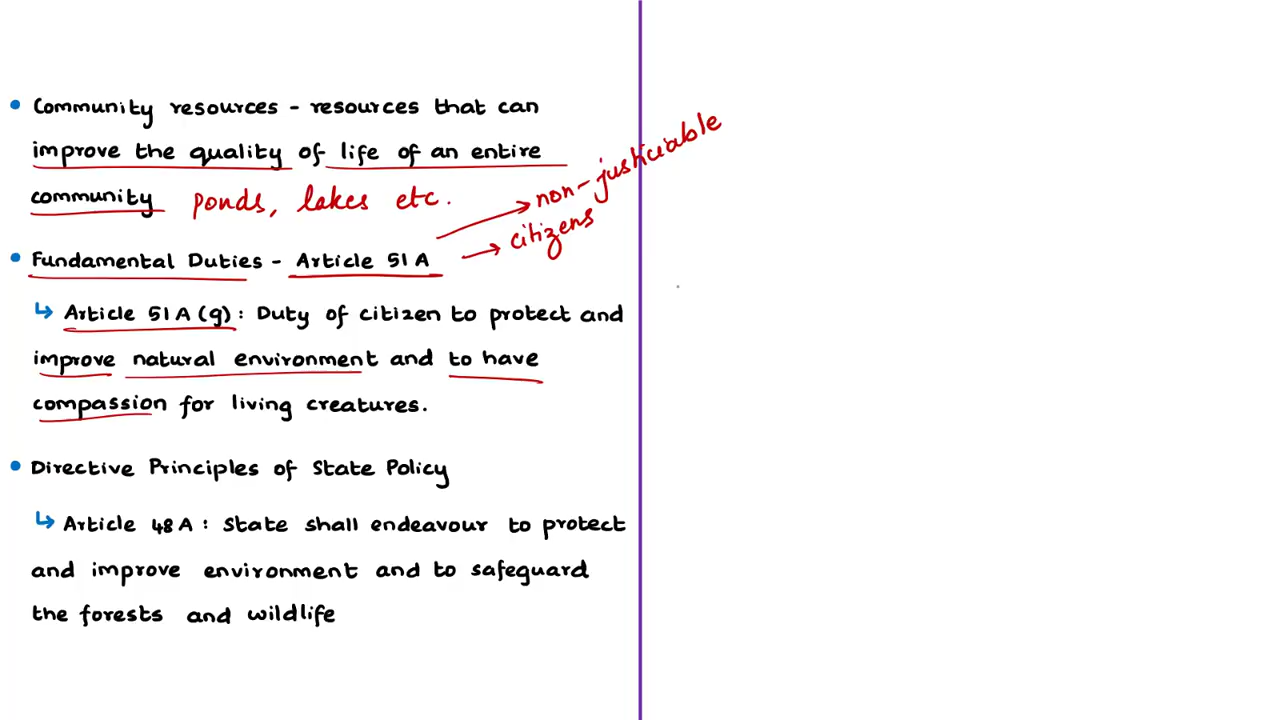 • Community resources - resources that can
improve the quality of life of an entire
community ponds, lakes etc.
→ non-justiciable
→ citizens
• Fundamental Duties - Article 51 A
↳ Article 51A(g): Duty of citizen to protect and
improve natural environment and to have
compassion for living creatures.
• Directive Principles of State Policy
↳ Article 48A: State shall endeavour to protect
and improve environment and to safeguard
the forests and wildlife